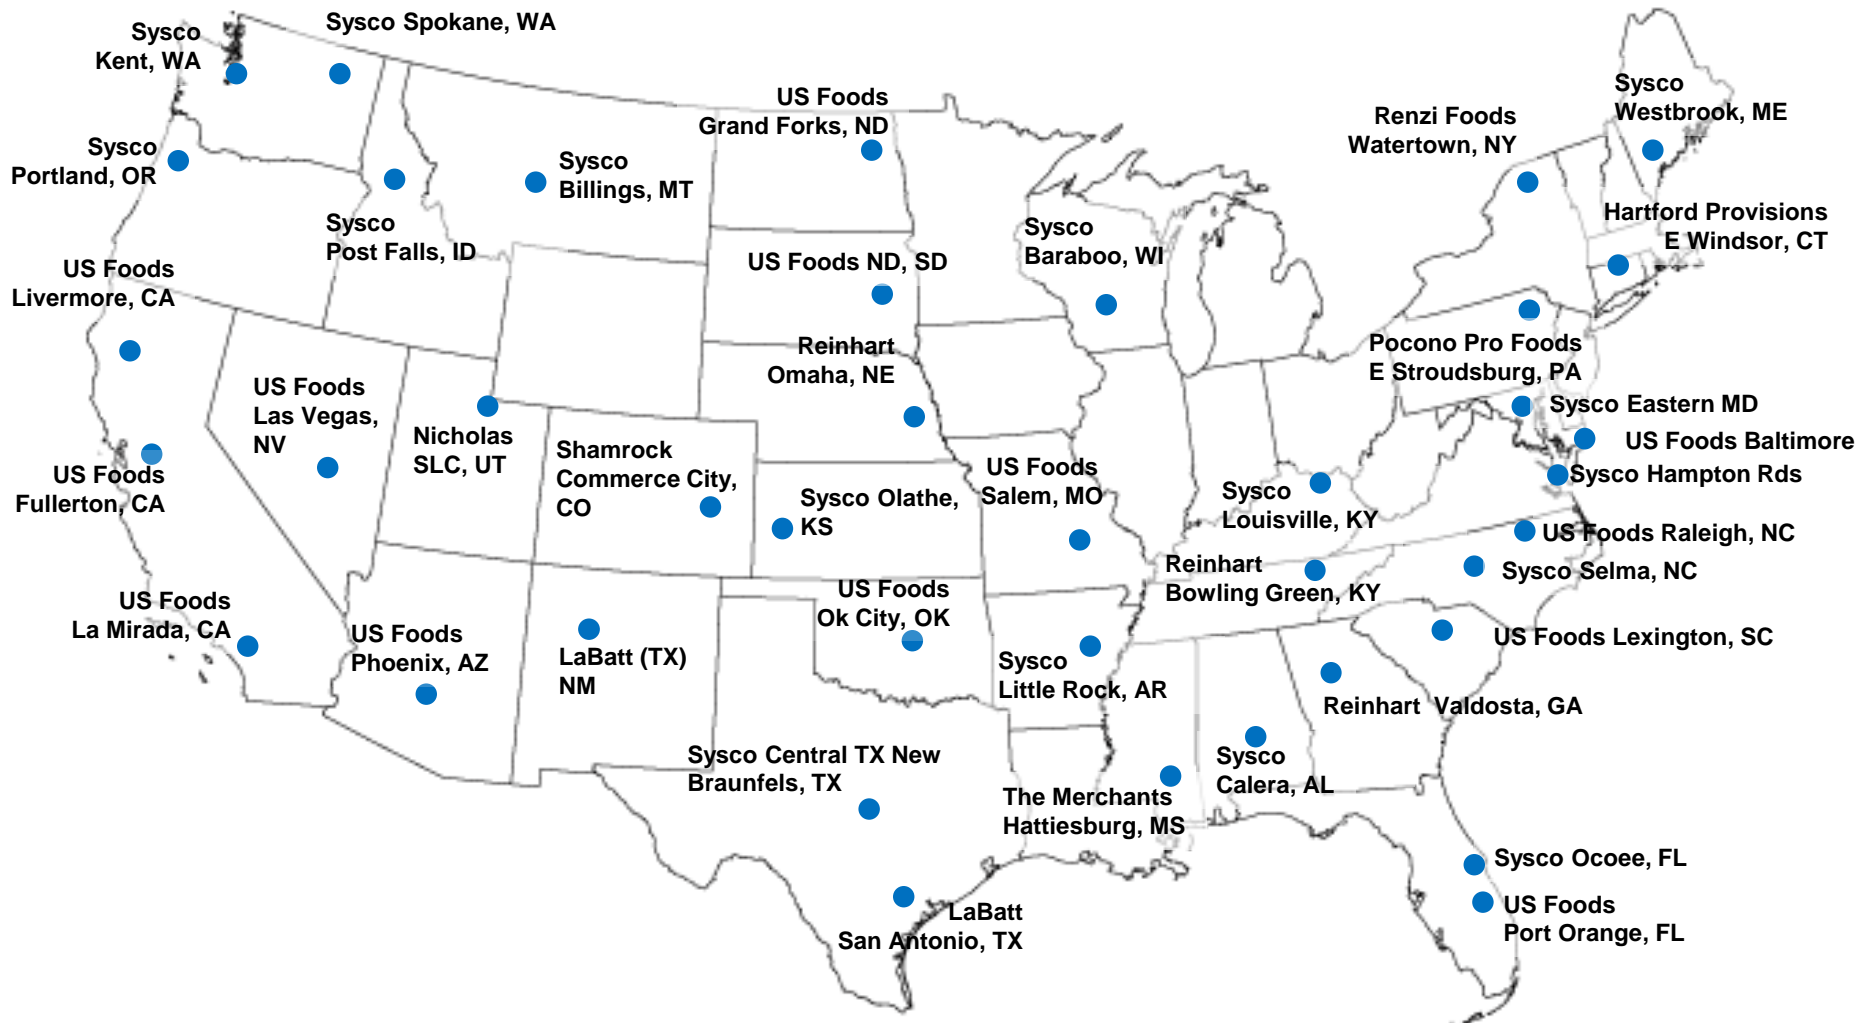 Sysco Spokane, WA
Sysco
Kent, WA
US Foods
Grand Forks, ND
Sysco
Westbrook, ME
Renzi Foods
Watertown, NY
Sysco
Portland, OR
Sysco
Billings, MT
Sysco
Post Falls, ID
Hartford Provisions
E Windsor, CT
Sysco
Baraboo, WI
US Foods ND, SD
US Foods
Livermore, CA
Reinhart
Omaha, NE
Pocono Pro Foods
E Stroudsburg, PA
US Foods
Las Vegas,
NV
Sysco Eastern MD
US Foods Baltimore
Nicholas
SLC, UT
Shamrock
Commerce City,
CO
US Foods
Salem, MO
Sysco Hampton Rds
US Foods
Fullerton, CA
Sysco Olathe,
KS
Sysco
Louisville, KY
US Foods Raleigh, NC
Reinhart
Bowling Green, KY
Sysco Selma, NC
US Foods
Ok City, OK
US Foods
La Mirada, CA
US Foods
Phoenix, AZ
LaBatt (TX)
NM
Sysco
Little Rock, AR
US Foods Lexington, SC
Reinhart Valdosta, GA
Sysco Central TX New
Braunfels, TX
Sysco
Calera, AL
The Merchants
Hattiesburg, MS
Sysco Ocoee, FL
US Foods
Port Orange, FL
LaBatt
San Antonio, TX